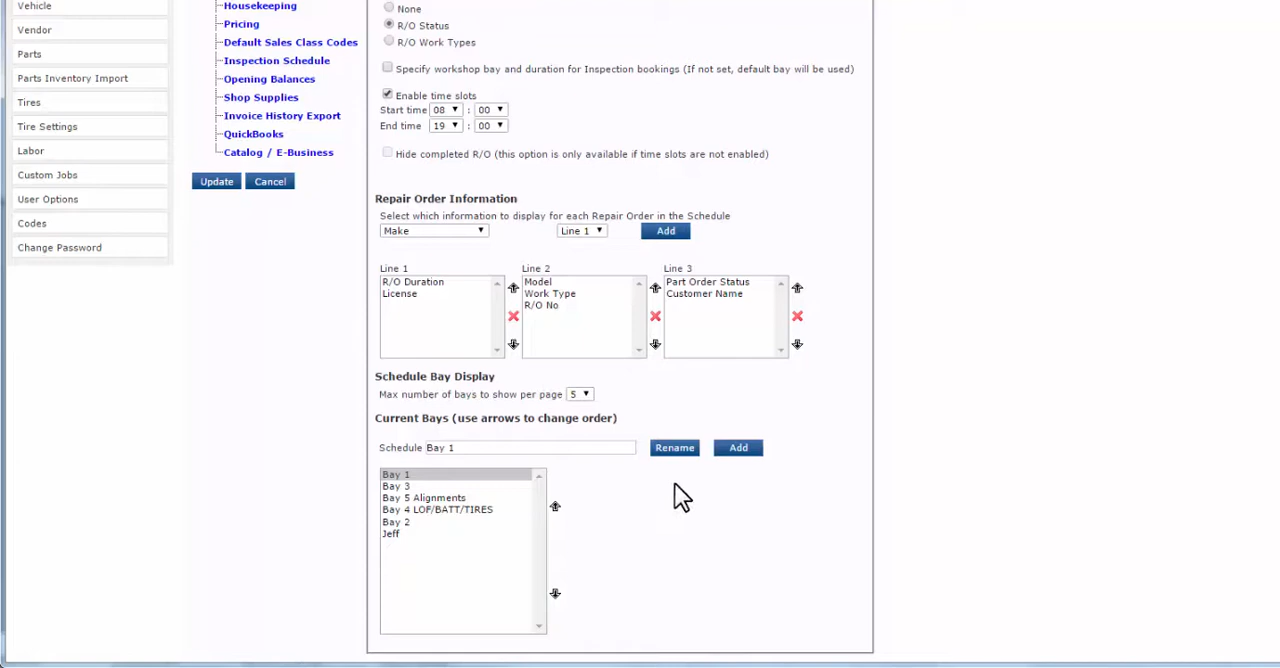 Vehicle
Vendor
Parts
Parts Inventory Import
Tires
Tire Settings
Labor
Custom Jobs
User Options
Codes
Change Password
Housekeeping
Pricing
Default Sales Class Codes
Inspection Schedule
Opening Balances
Shop Supplies
Invoice History Export
QuickBooks
Catalog / E-Business
Update Cancel
None
R/O Status
R/O Work Types
Specify workshop bay and duration for Inspection bookings (If not set, default bay will be used)
Enable time slots
Start time 08 : 00
End time 19 : 00
Hide completed R/O (this option is only available if time slots are not enabled)
Repair Order Information
Select which information to display for each Repair Order in the Schedule
Make Line 1 Add
Line 1
R/O Duration
License
Line 2
Model
Work Type
R/O No
Line 3
Part Order Status
Customer Name
Schedule Bay Display
Max number of bays to show per page 5
Current Bays (use arrows to change order)
Schedule Bay 1 Rename Add
Bay 1
Bay 3
Bay 5 Alignments
Bay 4 LOF/BATT/TIRES
Bay 2
Jeff